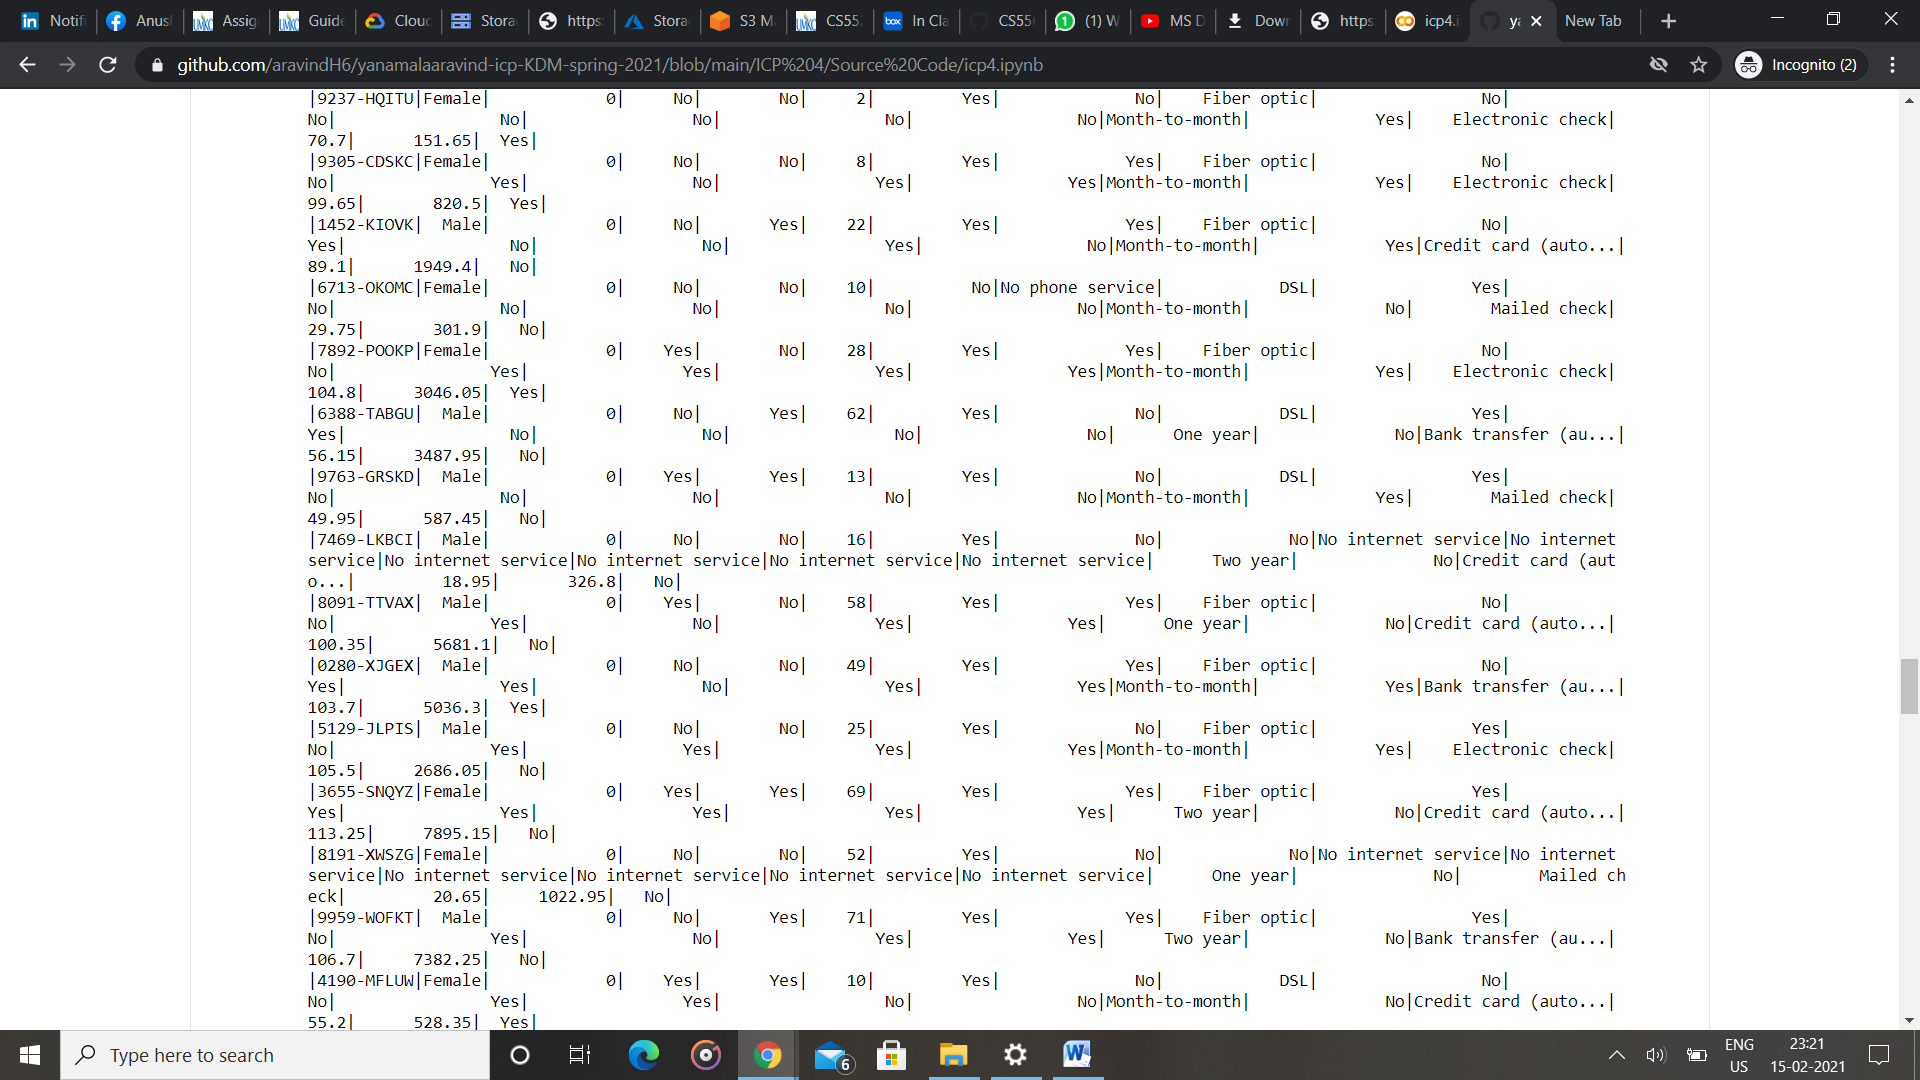 Notifi
Anush
Assig
Guide
Clou
Stora
https:
Stora
S3 M
CS55
In Cla
CS55
(1) W
MS D
Dow
https
icp4.i
ya
New Tab
github.com/aravindH6/yanamalaaravind-icp-KDM-spring-2021/blob/main/ICP%204/Source%20Code/icp4.ipynb
Incognito (2)
|9237-HQITU|Female| 0| No| No| 2| Yes| No| Fiber optic| No|
No| No| No| No| No|Month-to-month| Yes| Electronic check|
70.7| 151.65| Yes|
|9305-CDSKC|Female| 0| No| No| 8| Yes| Yes| Fiber optic| No|
No| Yes| No| Yes| Yes|Month-to-month| Yes| Electronic check|
99.65| 820.5| Yes|
|1452-KIOVK| Male| 0| No| Yes| 22| Yes| Yes| Fiber optic| No|
Yes| No| No| Yes| No|Month-to-month| Yes|Credit card (auto...|
89.1| 1949.4| No|
|6713-OKOMC|Female| 0| No| No| 10| No|No phone service| DSL| Yes|
No| No| No| No| No|Month-to-month| No| Mailed check|
29.75| 301.9| No|
|7892-POOKP|Female| 0| Yes| No| 28| Yes| Yes| Fiber optic| No|
No| Yes| Yes| Yes| Yes|Month-to-month| Yes| Electronic check|
104.8| 3046.05| Yes|
|6388-TABGU| Male| 0| No| Yes| 62| Yes| No| DSL| Yes|
Yes| No| No| No| No| One year| No|Bank transfer (au...|
56.15| 3487.95| No|
|9763-GRSKD| Male| 0| Yes| Yes| 13| Yes| No| DSL| Yes|
No| No| No| No| No|Month-to-month| Yes| Mailed check|
49.95| 587.45| No|
|7469-LKBCI| Male| 0| No| No| 16| Yes| No| No|No internet service|No internet
service|No internet service|No internet service|No internet service|No internet service| Two year| No|Credit card (aut
o...| 18.95| 326.8| No|
|8091-TTVAX| Male| 0| Yes| No| 58| Yes| Yes| Fiber optic| No|
No| Yes| No| Yes| Yes| One year| No|Credit card (auto...|
100.35| 5681.1| No|
|0280-XJGEX| Male| 0| No| No| 49| Yes| Yes| Fiber optic| No|
Yes| Yes| No| Yes| Yes|Month-to-month| Yes|Bank transfer (au...|
103.7| 5036.3| Yes|
|5129-JLPIS| Male| 0| No| No| 25| Yes| No| Fiber optic| Yes|
No| Yes| Yes| Yes| Yes|Month-to-month| Yes| Electronic check|
105.5| 2686.05| No|
|3655-SNQYZ|Female| 0| Yes| Yes| 69| Yes| Yes| Fiber optic| Yes|
Yes| Yes| Yes| Yes| Yes| Two year| No|Credit card (auto...|
113.25| 7895.15| No|
|8191-XWSZG|Female| 0| No| No| 52| Yes| No| No|No internet service|No internet
service|No internet service|No internet service|No internet service|No internet service| One year| No| Mailed ch
eck| 20.65| 1022.95| No|
|9959-WOFKT| Male| 0| No| Yes| 71| Yes| Yes| Fiber optic| Yes|
No| Yes| No| Yes| Yes| Two year| No|Bank transfer (au...|
106.7| 7382.25| No|
|4190-MFLUW|Female| 0| Yes| Yes| 10| Yes| No| DSL| No|
No| Yes| Yes| No| No|Month-to-month| No|Credit card (auto...|
55.2| 528.35| Yes|
Type here to search
6
ENG
US
23:21
15-02-2021